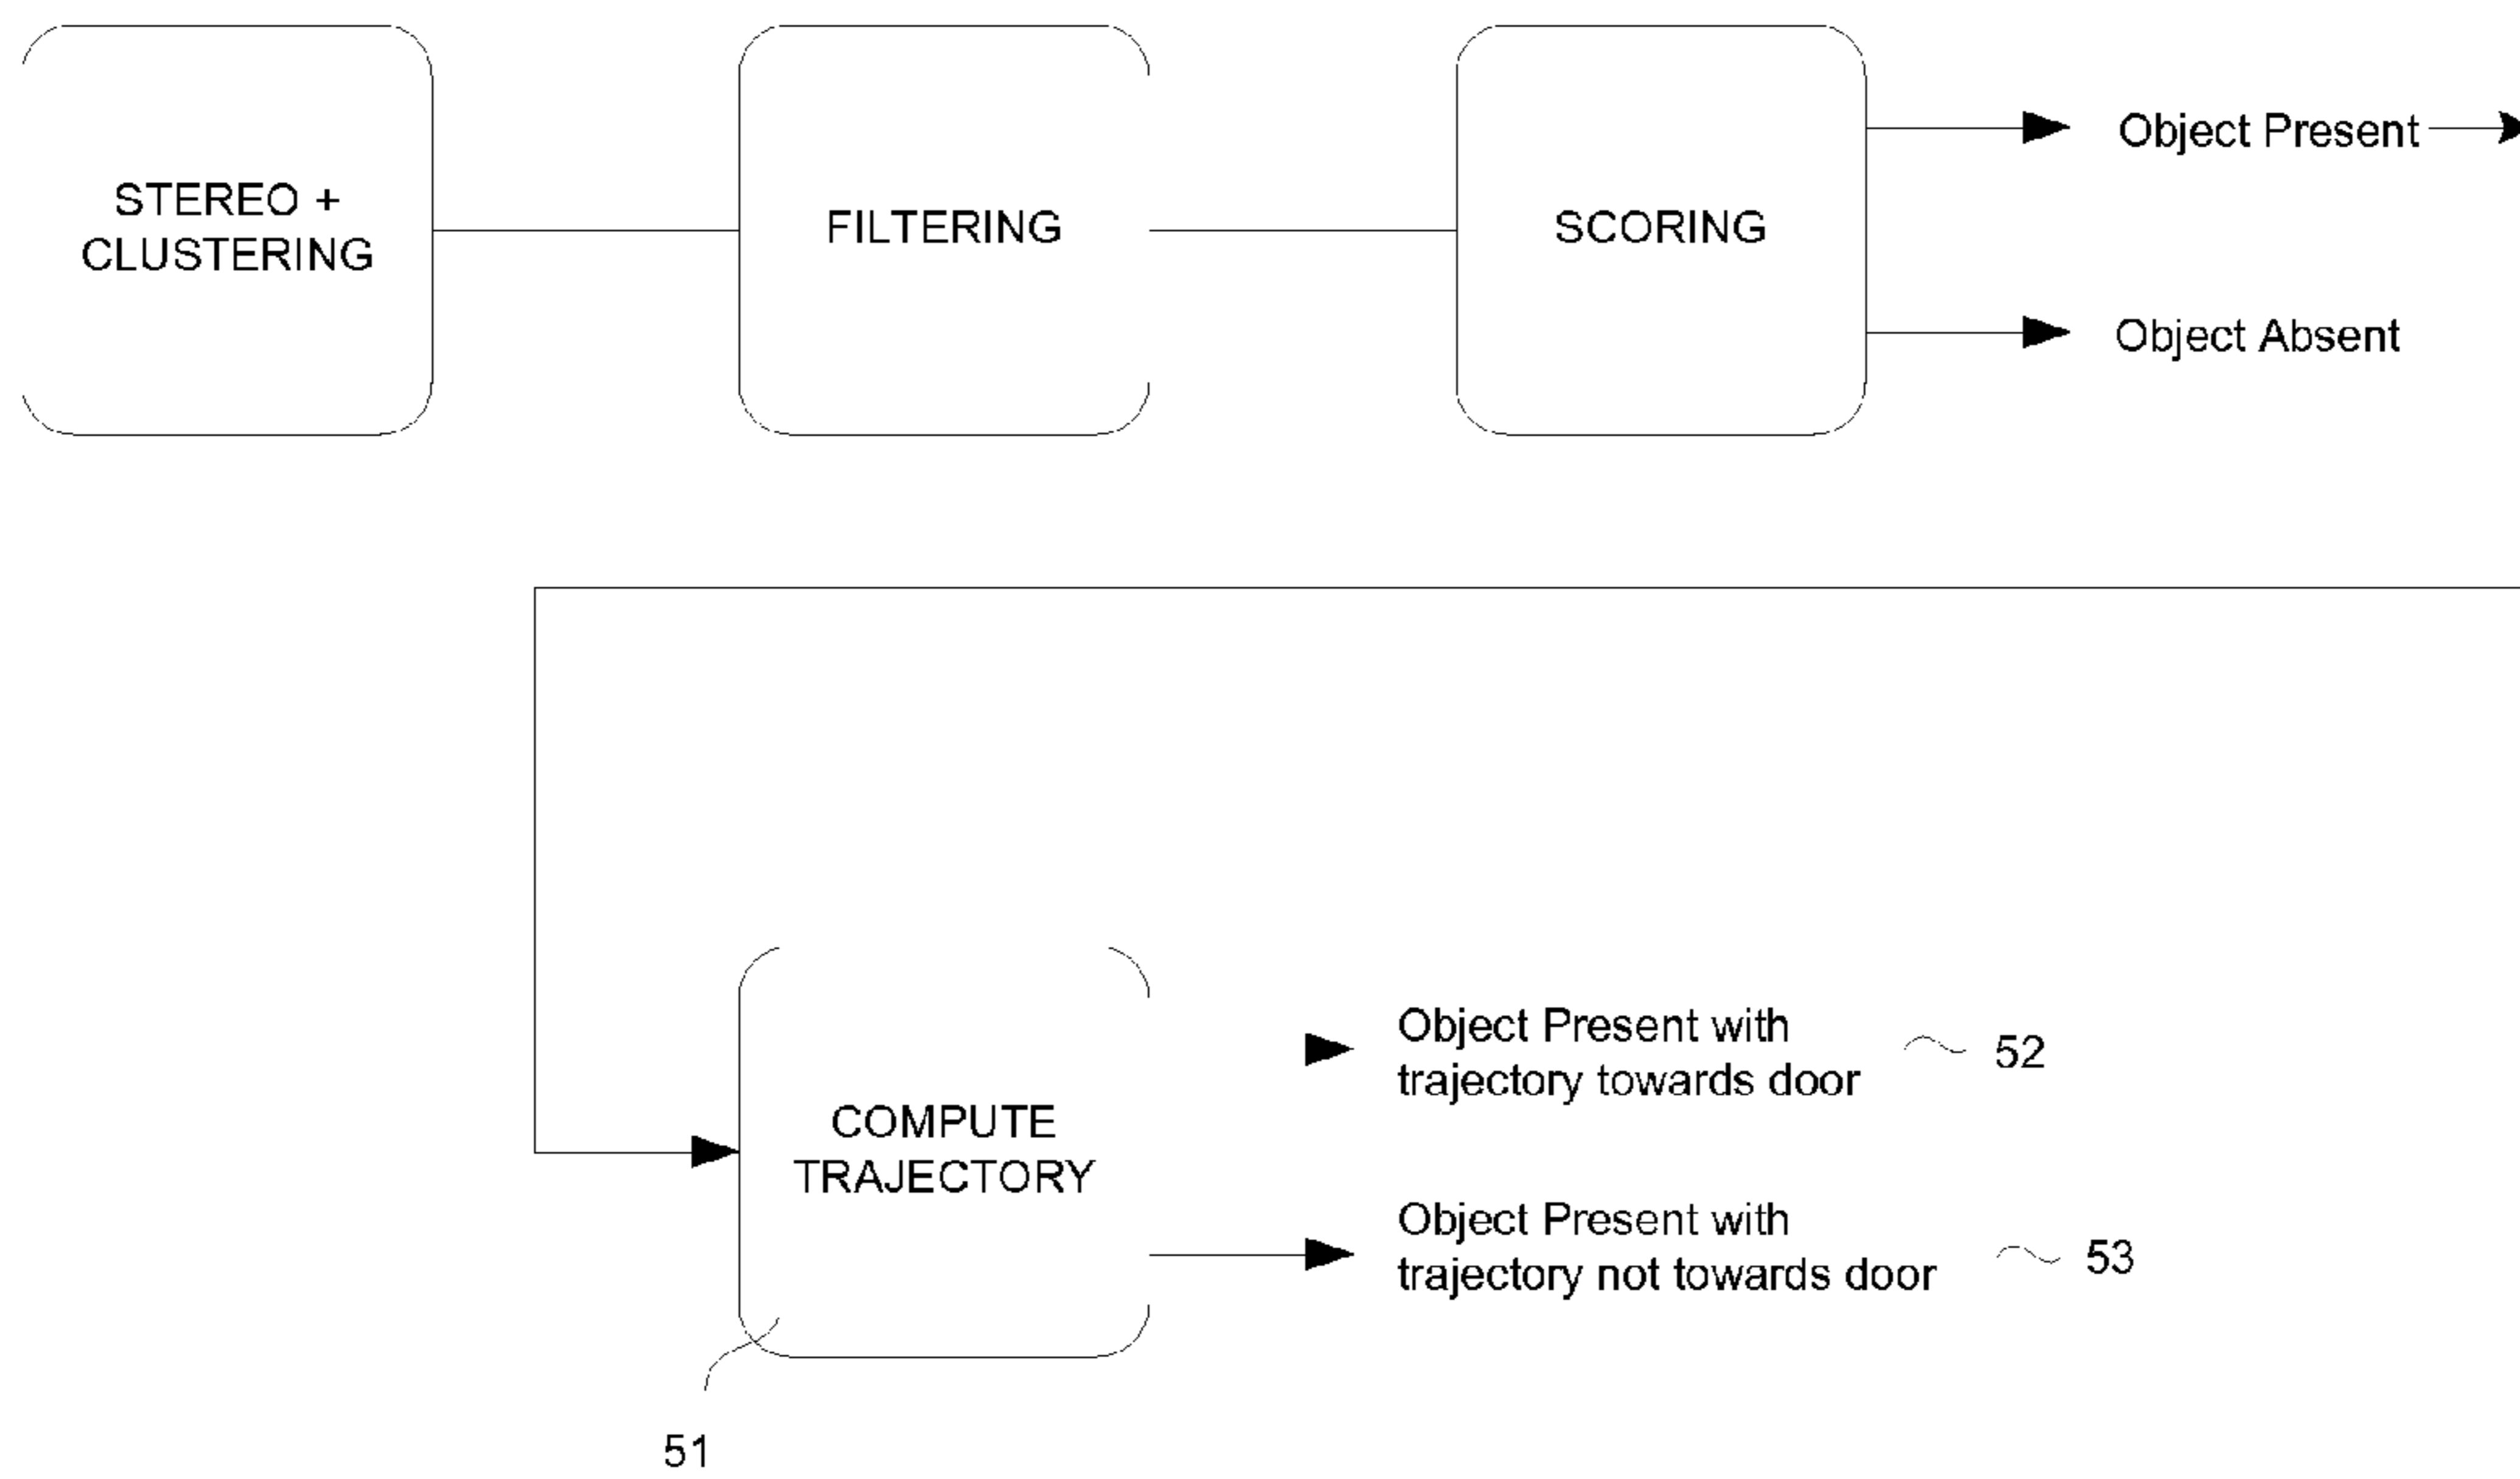 STEREO +
CLUSTERING
FILTERING
SCORING
Object Present
Object Absent
COMPUTE
TRAJECTORY
Object Present with
trajectory towards door
52
Object Present with
trajectory not towards door
53
51